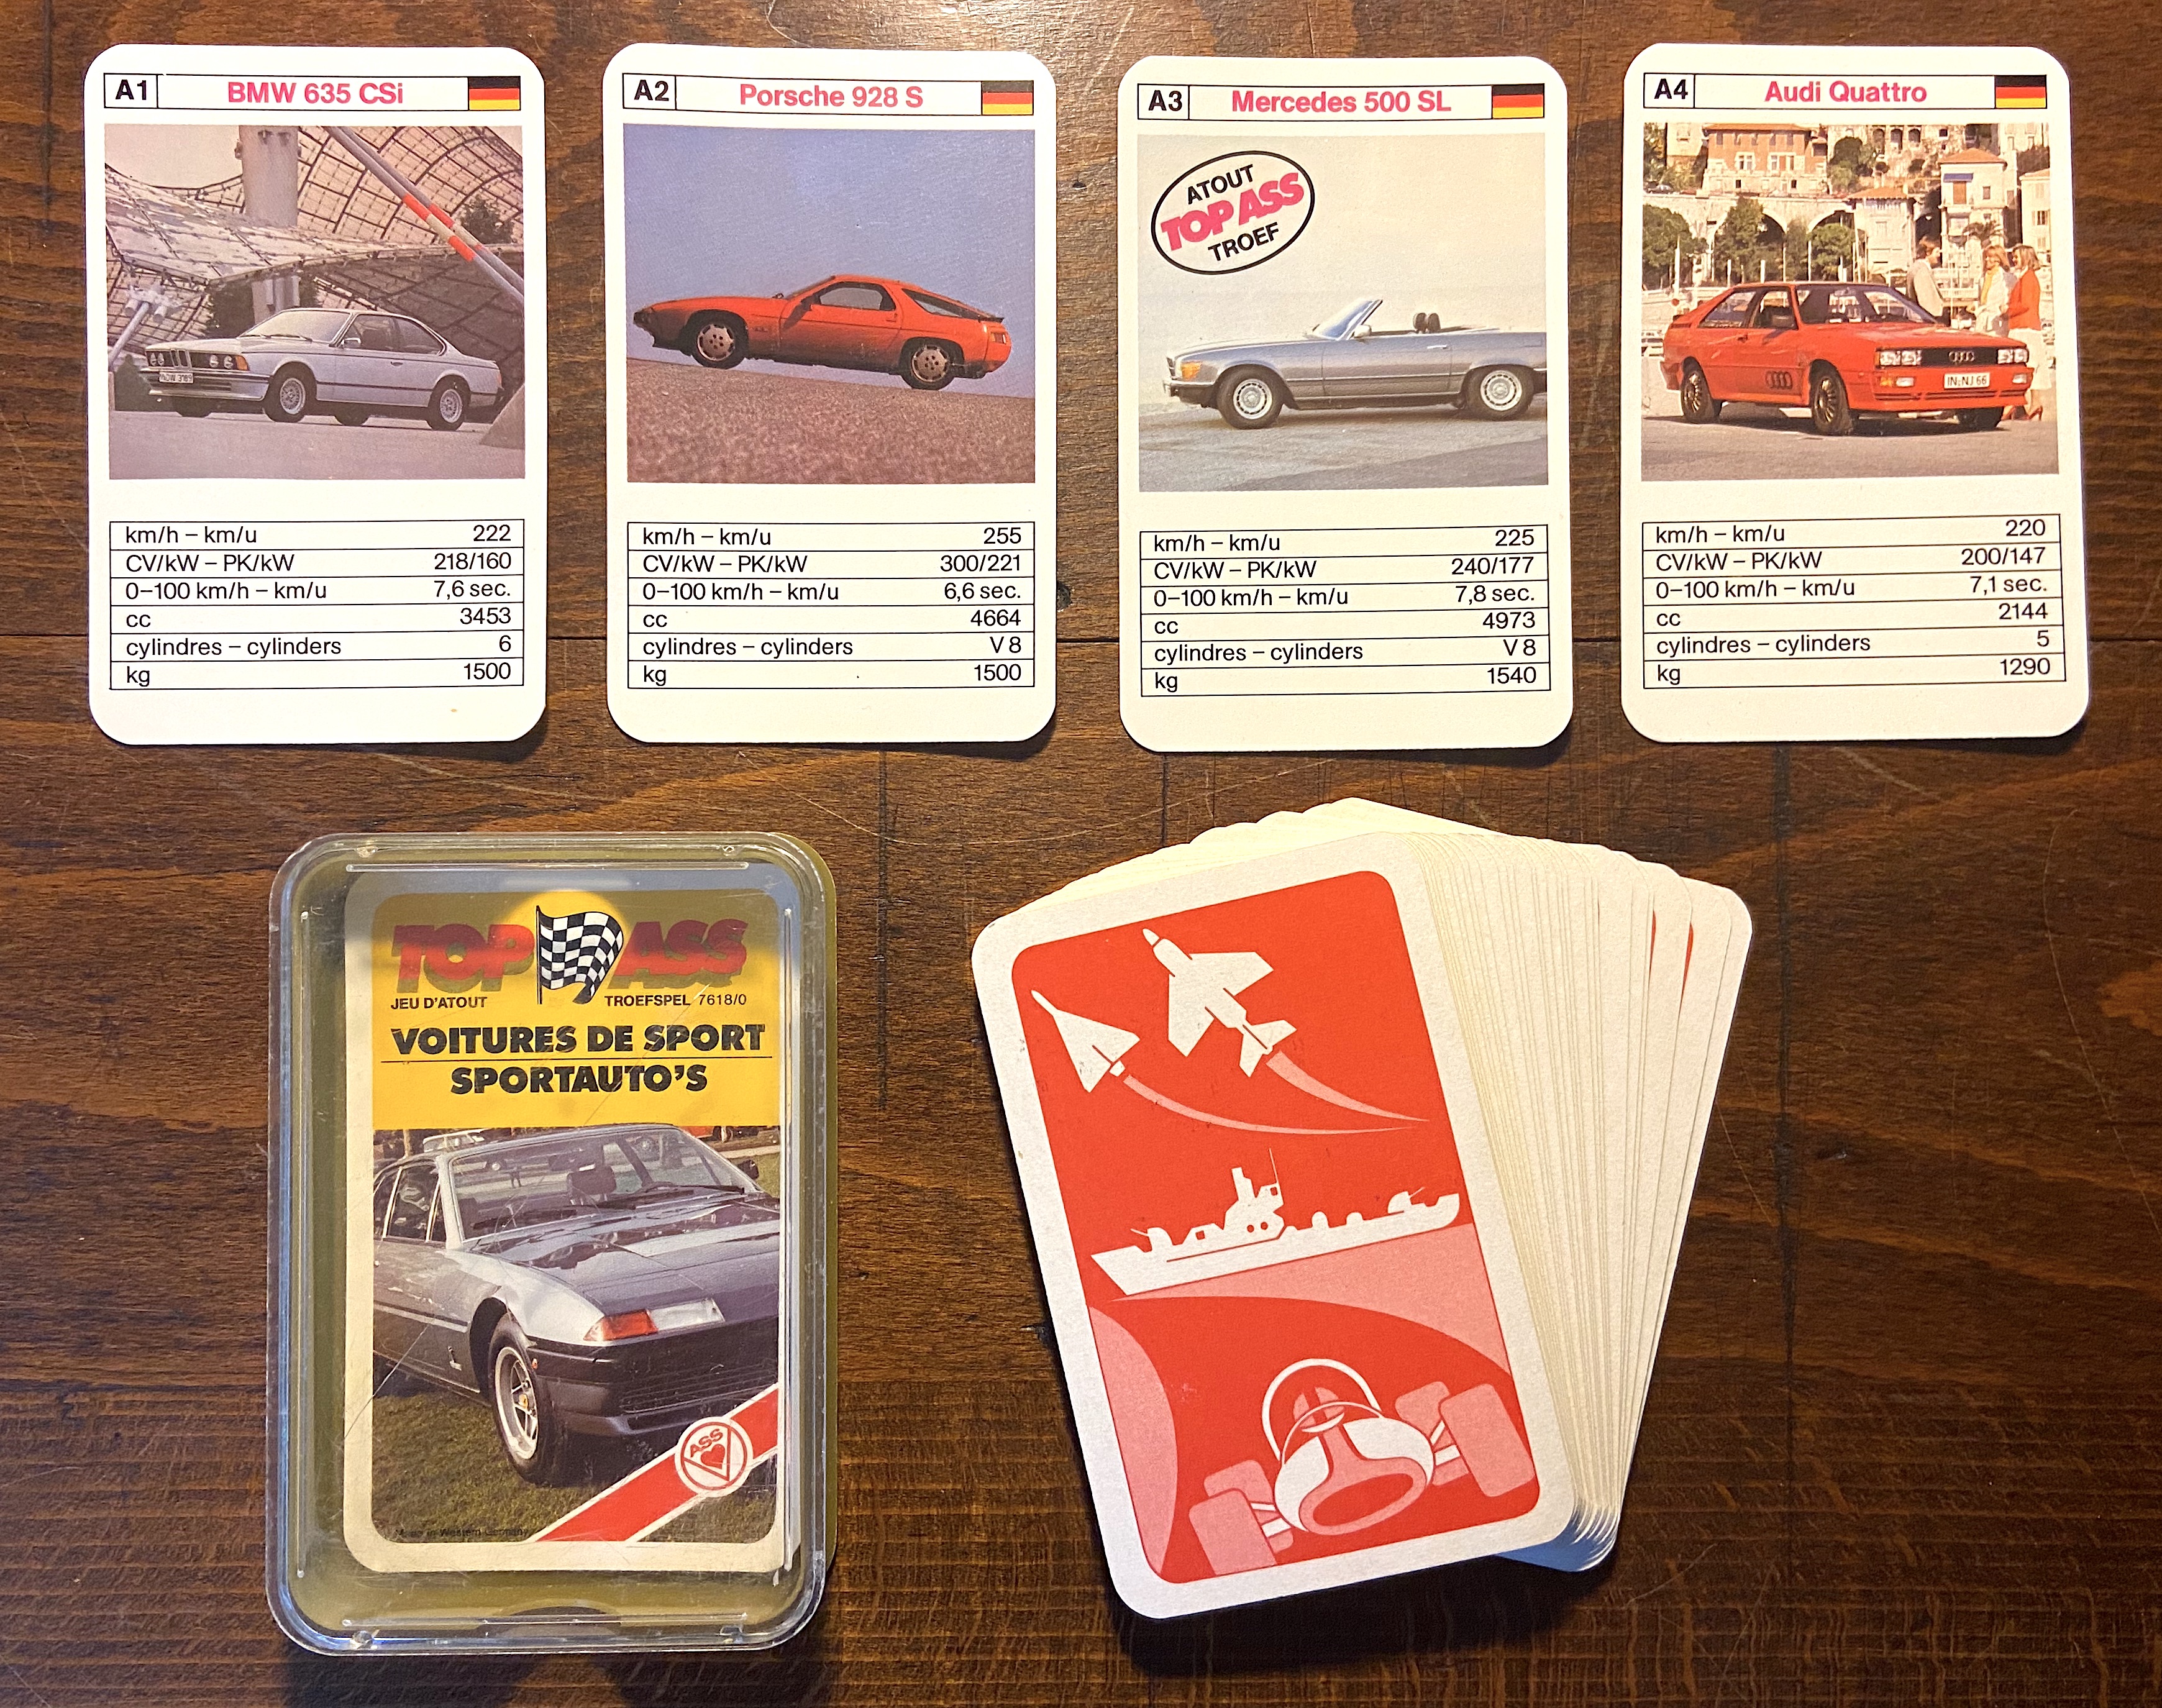 A1 BMW 635 CSi
km/h – km/u 222
CV/kW – PK/kW 218/160
0–100 km/h – km/u 7,6 sec.
cc 3453
cylindres – cylinders 6
kg 1500
A2 Porsche 928 S
km/h – km/u 255
CV/kW – PK/kW 300/221
0–100 km/h – km/u 6,6 sec.
cc 4664
cylindres – cylinders V 8
kg 1500
A3 Mercedes 500 SL
ATOUT
TOP ASS
TROEF
km/h – km/u 225
CV/kW – PK/kW 240/177
0–100 km/h – km/u 7,8 sec.
cc 4973
cylindres – cylinders V 8
kg 1540
A4 Audi Quattro
IN·NJ 66
km/h – km/u 220
CV/kW – PK/kW 200/147
0–100 km/h – km/u 7,1 sec.
cc 2144
cylindres – cylinders 5
kg 1290
TOP ASS
JEU D'ATOUT TROEFSPEL 7618/0
VOITURES DE SPORT
SPORTAUTO'S
ASS
Made in Western Germany